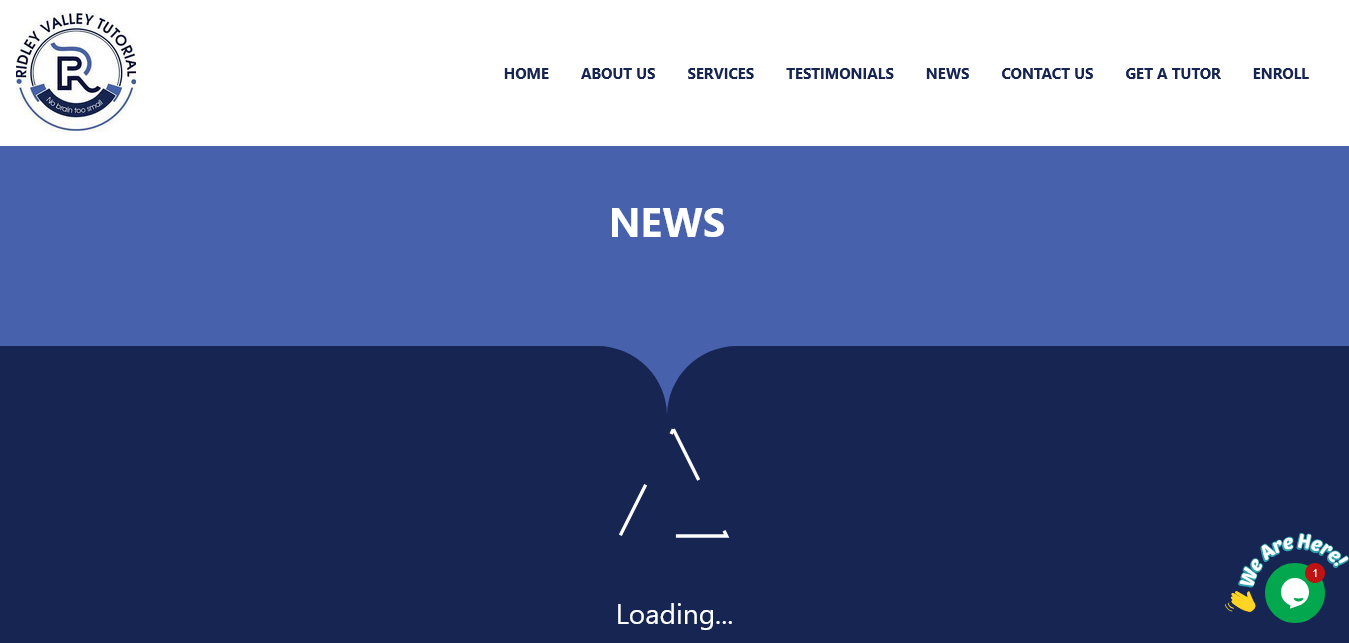 RIDLEY VALLEY TUTORIAL
R
No brain too small
HOME ABOUT US SERVICES TESTIMONIALS NEWS CONTACT US GET A TUTOR ENROLL
NEWS
We Are Here!
1
Loading...